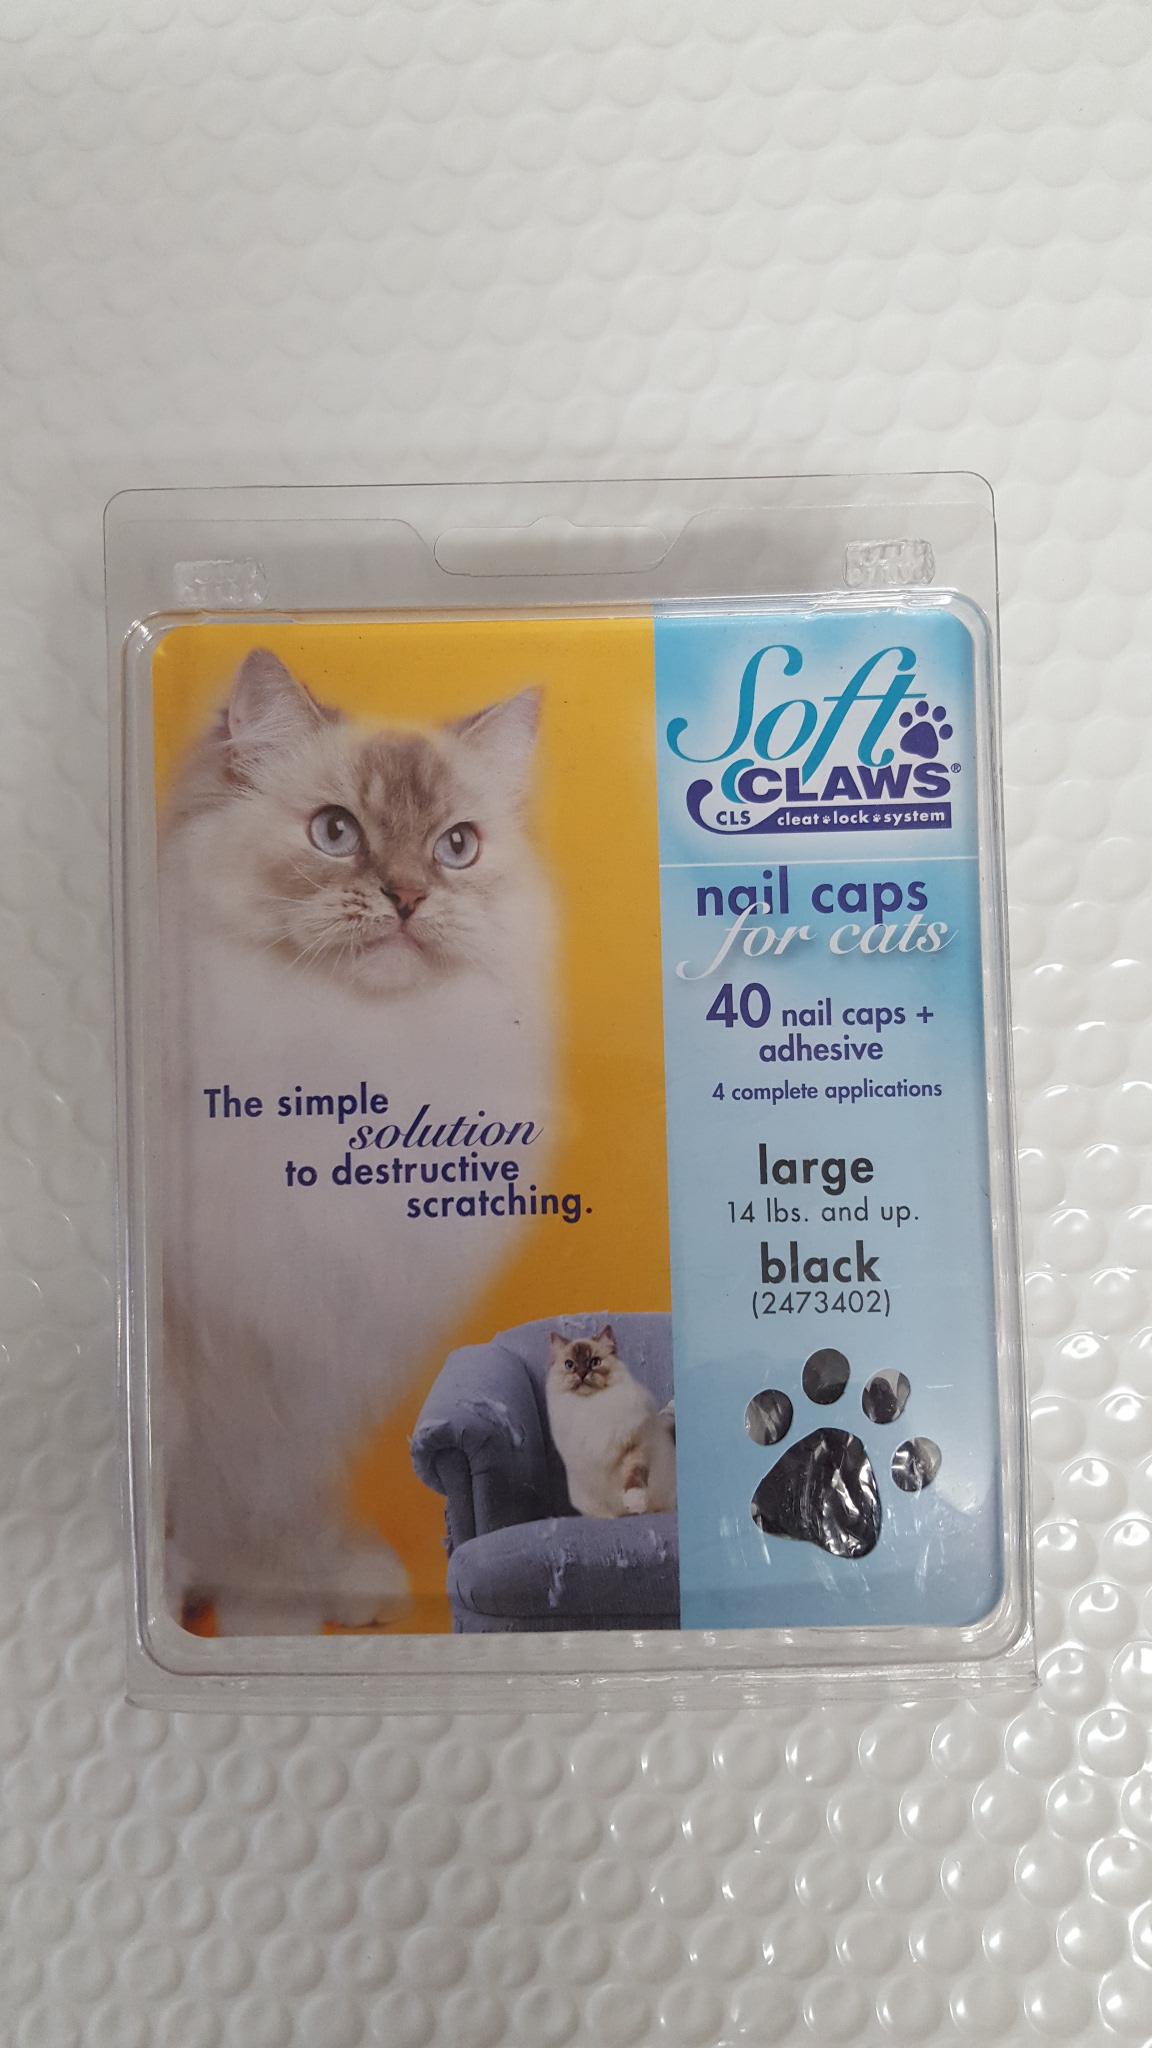 Soft
CLAWS®
CLS cleat lock system
nail caps
for cats
40 nail caps +
adhesive
4 complete applications
large
14 lbs. and up.
black
(2473402)
The simple
solution
to destructive
scratching.